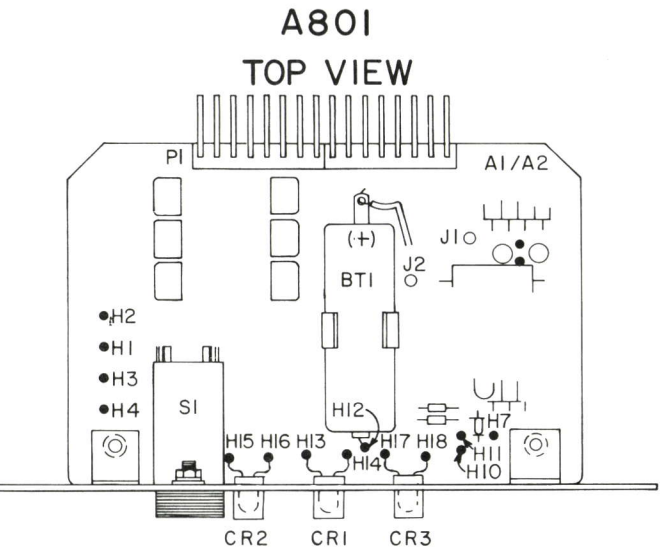 A801
TOP VIEW
P1
A1/A2
(+)
J1
J2
BT1
H2
H1
H3
H4
S1
H12
H7
H15 H16 H13 H17 H18
H14
H11
H10
CR2 CR1 CR3